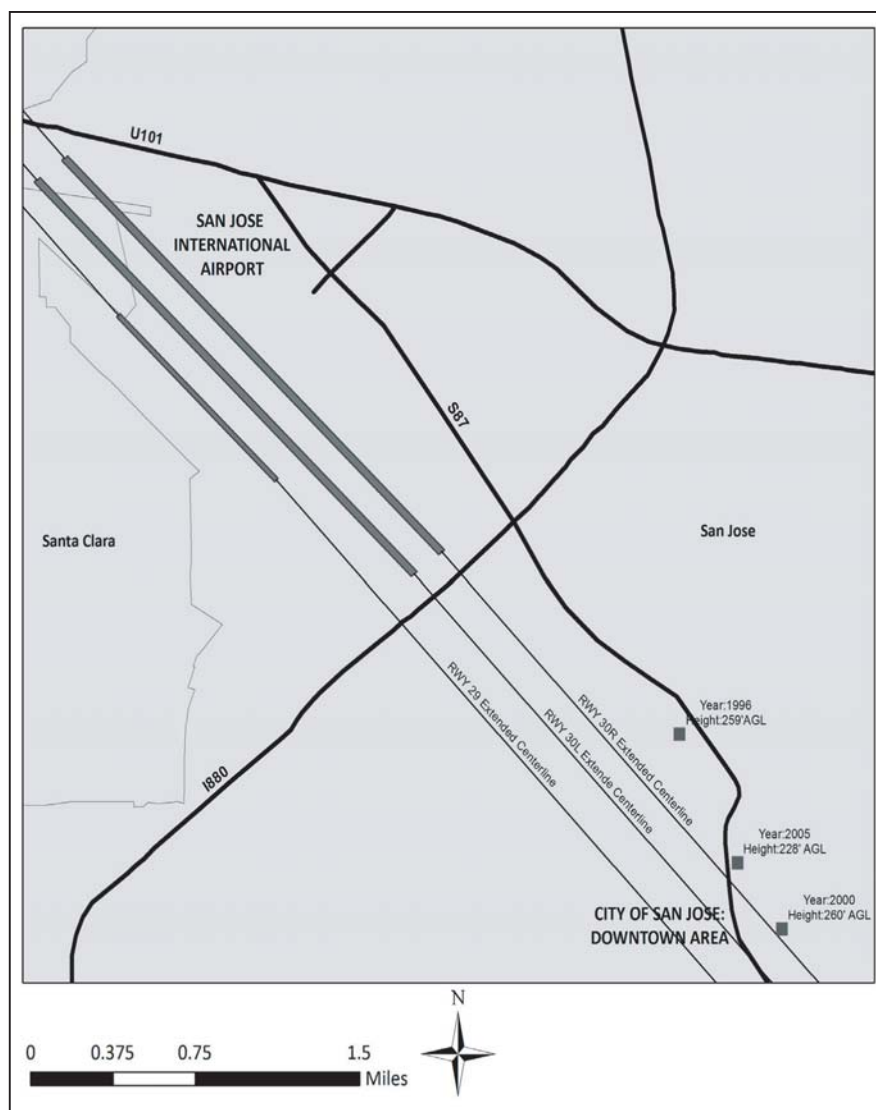 U101
SAN JOSE
INTERNATIONAL
AIRPORT
S87
Santa Clara
San Jose
RWY 29 Extended Centerline
RWY 30L Extende Centerline
RWY 30R Extended Centerline
I880
Year:1996
Height:259'AGL
Year:2005
Height:228' AGL
Year:2000
Height:260' AGL
CITY OF SAN JOSE:
DOWNTOWN AREA
N
0 0.375 0.75 1.5
Miles